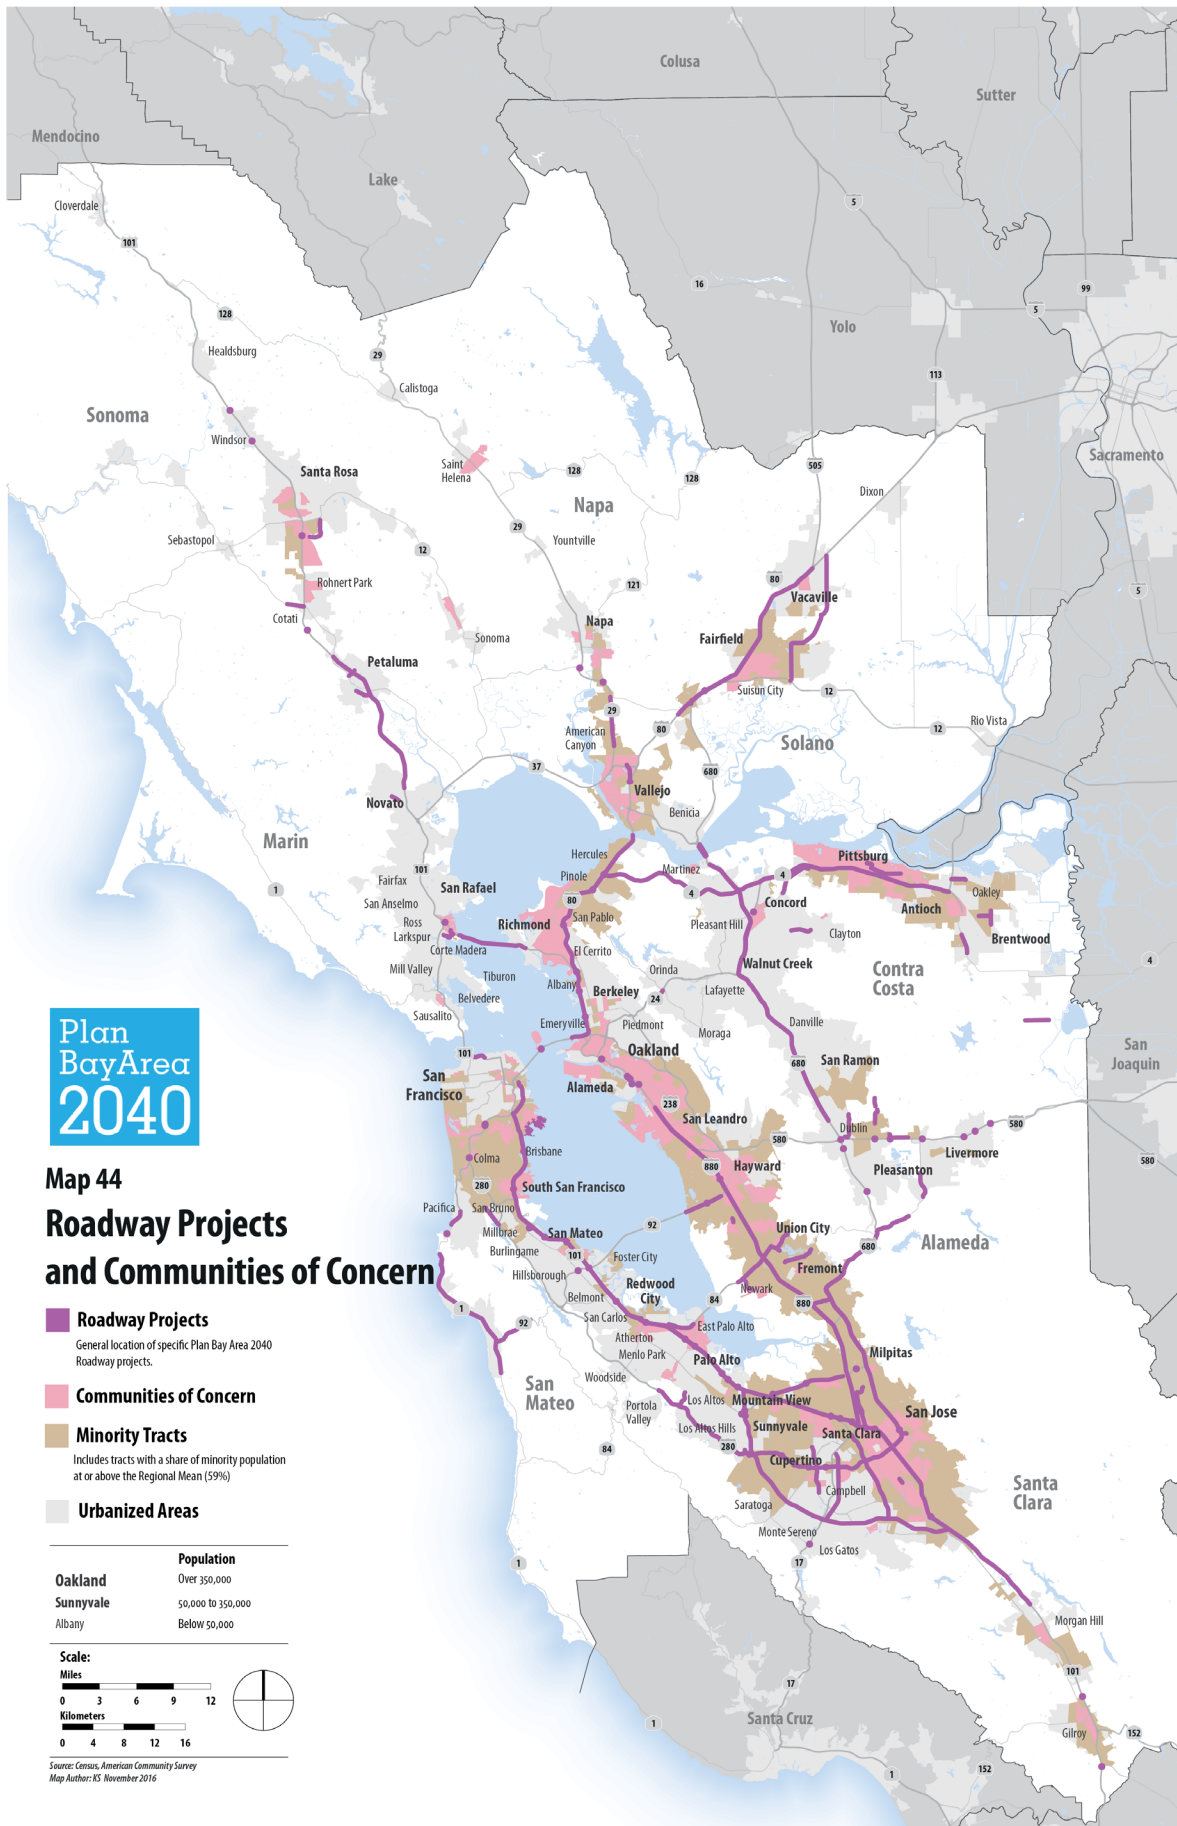 Colusa
Sutter
Mendocino
Lake
Cloverdale
5
101
16
99
5
128
Yolo
Healdsburg
29
113
Calistoga
Sonoma
Windsor
Santa Rosa
Saint
Helena
128
128
505
Sacramento
Napa
Dixon
29
Sebastopol
Yountville
12
80
Rohnert Park
121
5
Vacaville
Cotati
Napa
Sonoma
Fairfield
Petaluma
Suisun City
12
29
Rio Vista
American
Canyon
80
12
Solano
37
680
Vallejo
Novato
Benicia
Marin
Hercules
Pittsburg
101
Martinez
Pinole
4
Fairfax
San Rafael
1
4
Oakley
San Anselmo
80
Concord
Antioch
Ross
Richmond
San Pablo
Pleasant Hill
Larkspur
Clayton
Brentwood
Corte Madera
El Cerrito
4
Mill Valley
Orinda
Walnut Creek
Contra
Costa
Tiburon
Albany
Berkeley
Lafayette
Belvedere
24
Sausalito
Emeryville
Piedmont
Danville
Moraga
Plan
BayArea
2040
101
Oakland
San
Joaquin
680
San Ramon
San
Francisco
Alameda
238
San Leandro
580
Dublin
580
Brisbane
Livermore
Colma
880
Hayward
Pleasanton
580
Map 44
280
South San Francisco
Pacifica
San Bruno
Roadway Projects
and Communities of Concern
92
Millbrae
San Mateo
Union City
Burlingame
101
Foster City
680
Alameda
Hillsborough
Redwood
City
Fremont
Newark
Belmont
84
880
1
San Carlos
92
East Palo Alto
Atherton
Menlo Park
Palo Alto
Milpitas
Woodside
San
Mateo
Los Altos
Mountain View
Portola
Valley
San Jose
Los Altos Hills
Sunnyvale
Santa Clara
84
280
Cupertino
Santa
Clara
Campbell
Saratoga
Monte Sereno
Los Gatos
1
17
Morgan Hill
101
17
Santa Cruz
1
Gilroy
152
152
1
Roadway Projects
General location of specific Plan Bay Area 2040
Roadway projects.
Communities of Concern
Minority Tracts
Includes tracts with a share of minority population
at or above the Regional Mean (59%)
Urbanized Areas
Population
Oakland Over 350,000
Sunnyvale 50,000 to 350,000
Albany Below 50,000
Scale:
Miles
0 3 6 9 12
Kilometers
0 4 8 12 16
Source: Census, American Community Survey
Map Author: KS November 2016